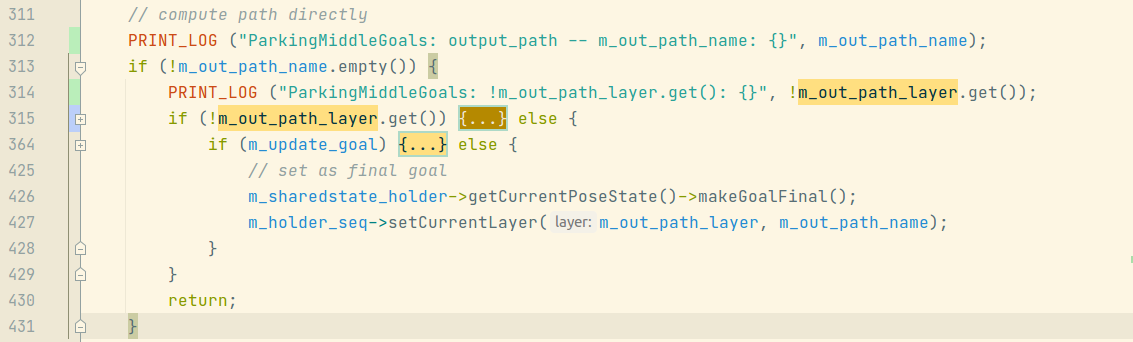 311 // compute path directly
312 PRINT_LOG ("ParkingMiddleGoals: output_path -- m_out_path_name: {}", m_out_path_name);
313 if (!m_out_path_name.empty()) {
314 PRINT_LOG ("ParkingMiddleGoals: !m_out_path_layer.get(): {}", !m_out_path_layer.get());
315 if (!m_out_path_layer.get()) {...} else {
364 if (m_update_goal) {...} else {
425 // set as final goal
426 m_sharedstate_holder->getCurrentPoseState()->makeGoalFinal();
427 m_holder_seq->setCurrentLayer( layer: m_out_path_layer, m_out_path_name);
428 }
429 }
430 return;
431 }